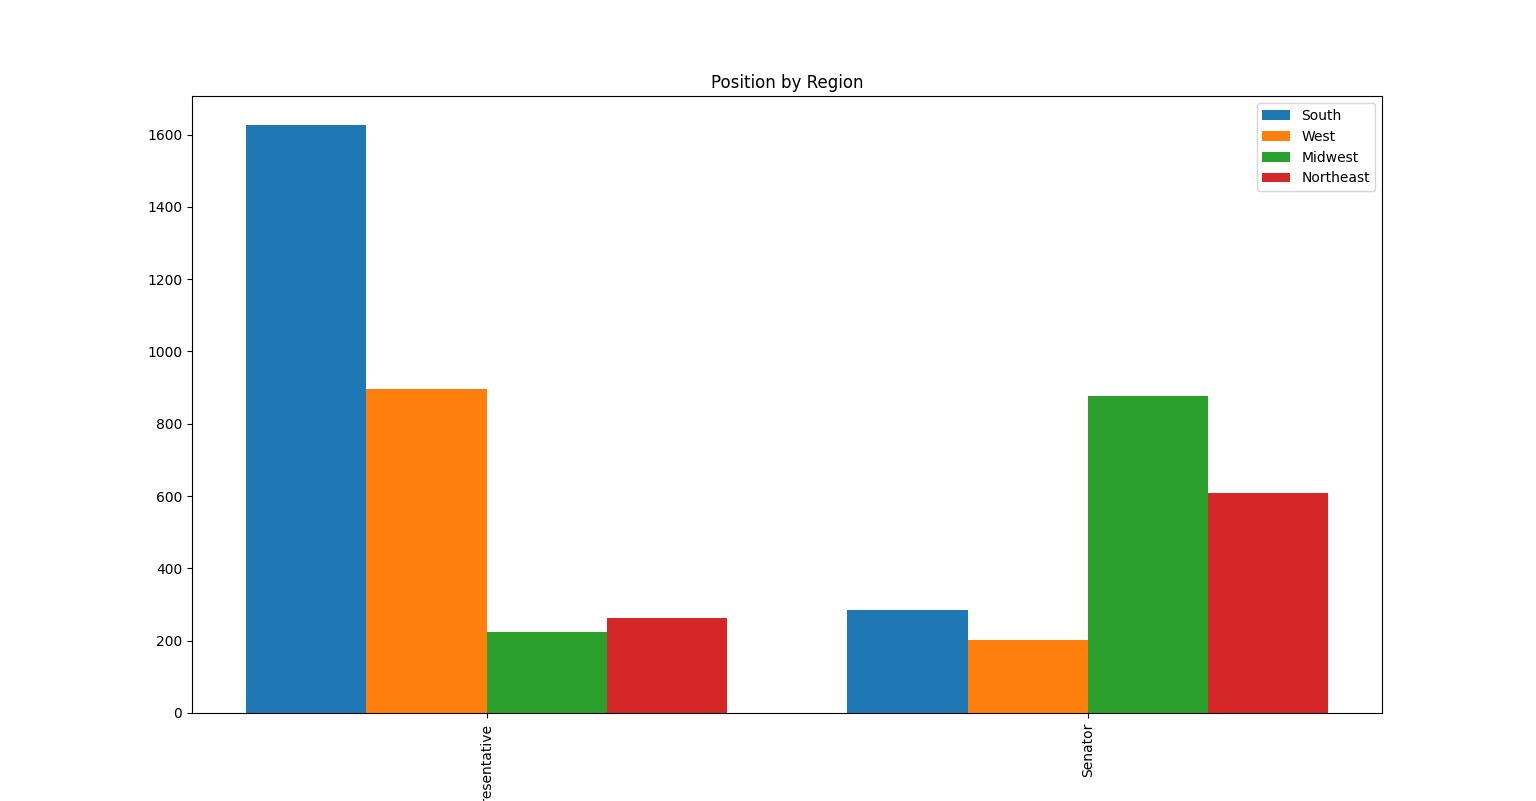 Position by Region
South
West
Midwest
Northeast
1600
1400
1200
1000
800
600
400
200
0
resentative
Senator